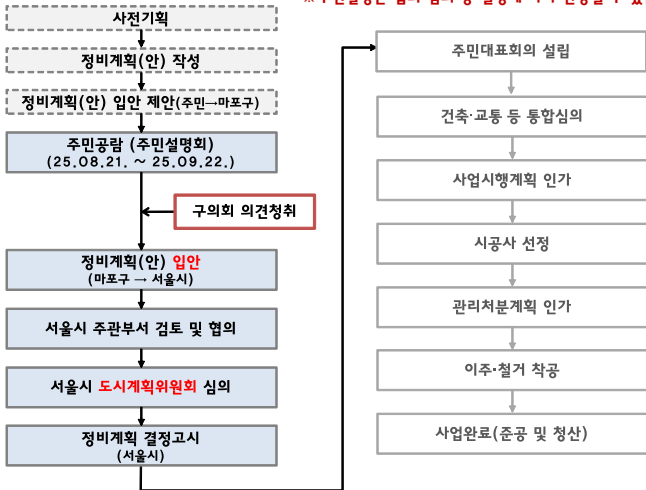 사전기획
정비계획(안) 작성
정비계획(안) 입안 제안(주민→마포구)
주민공람 (주민설명회)
(25.08.21. ~ 25.09.22.)
구의회 의견청취
정비계획(안) 입안
(마포구 → 서울시)
서울시 주관부서 검토 및 협의
서울시 도시계획위원회 심의
정비계획 결정고시
(서울시)
주민대표회의 설립
건축·교통 등 통합심의
사업시행계획 인가
시공사 선정
관리처분계획 인가
이주·철거 착공
사업완료(준공 및 청산)